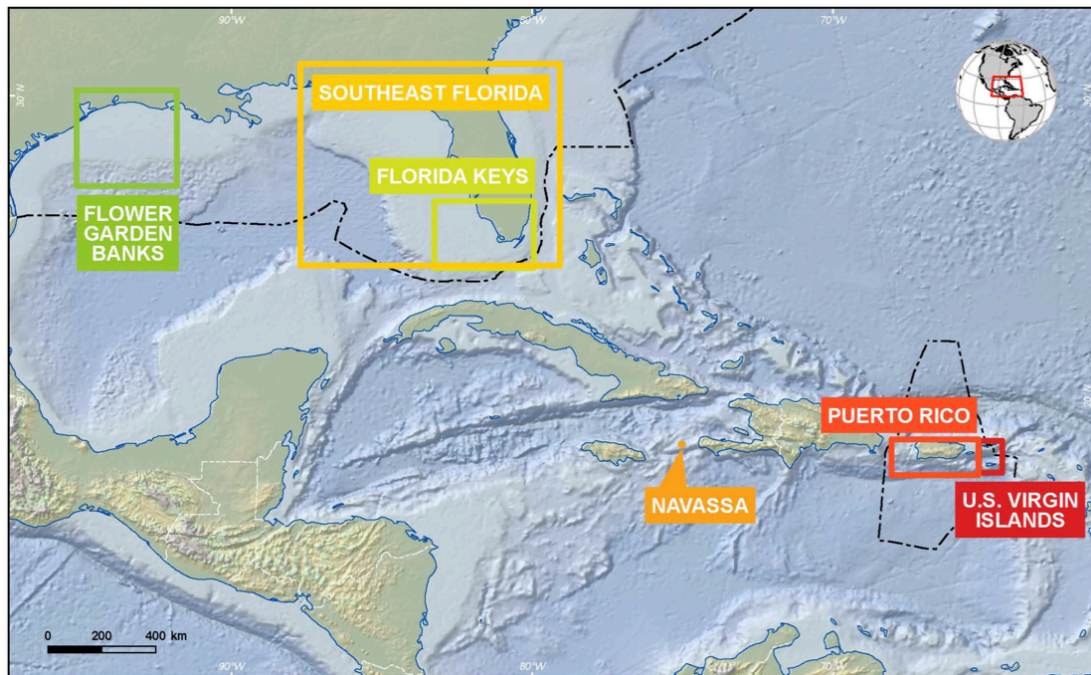 90°W
80°W
70°W
30°N
SOUTHEAST FLORIDA
FLORIDA KEYS
FLOWER
GARDEN
BANKS
PUERTO RICO
NAVASSA
U.S. VIRGIN
ISLANDS
0 200 400 km
90°W
80°W
70°W